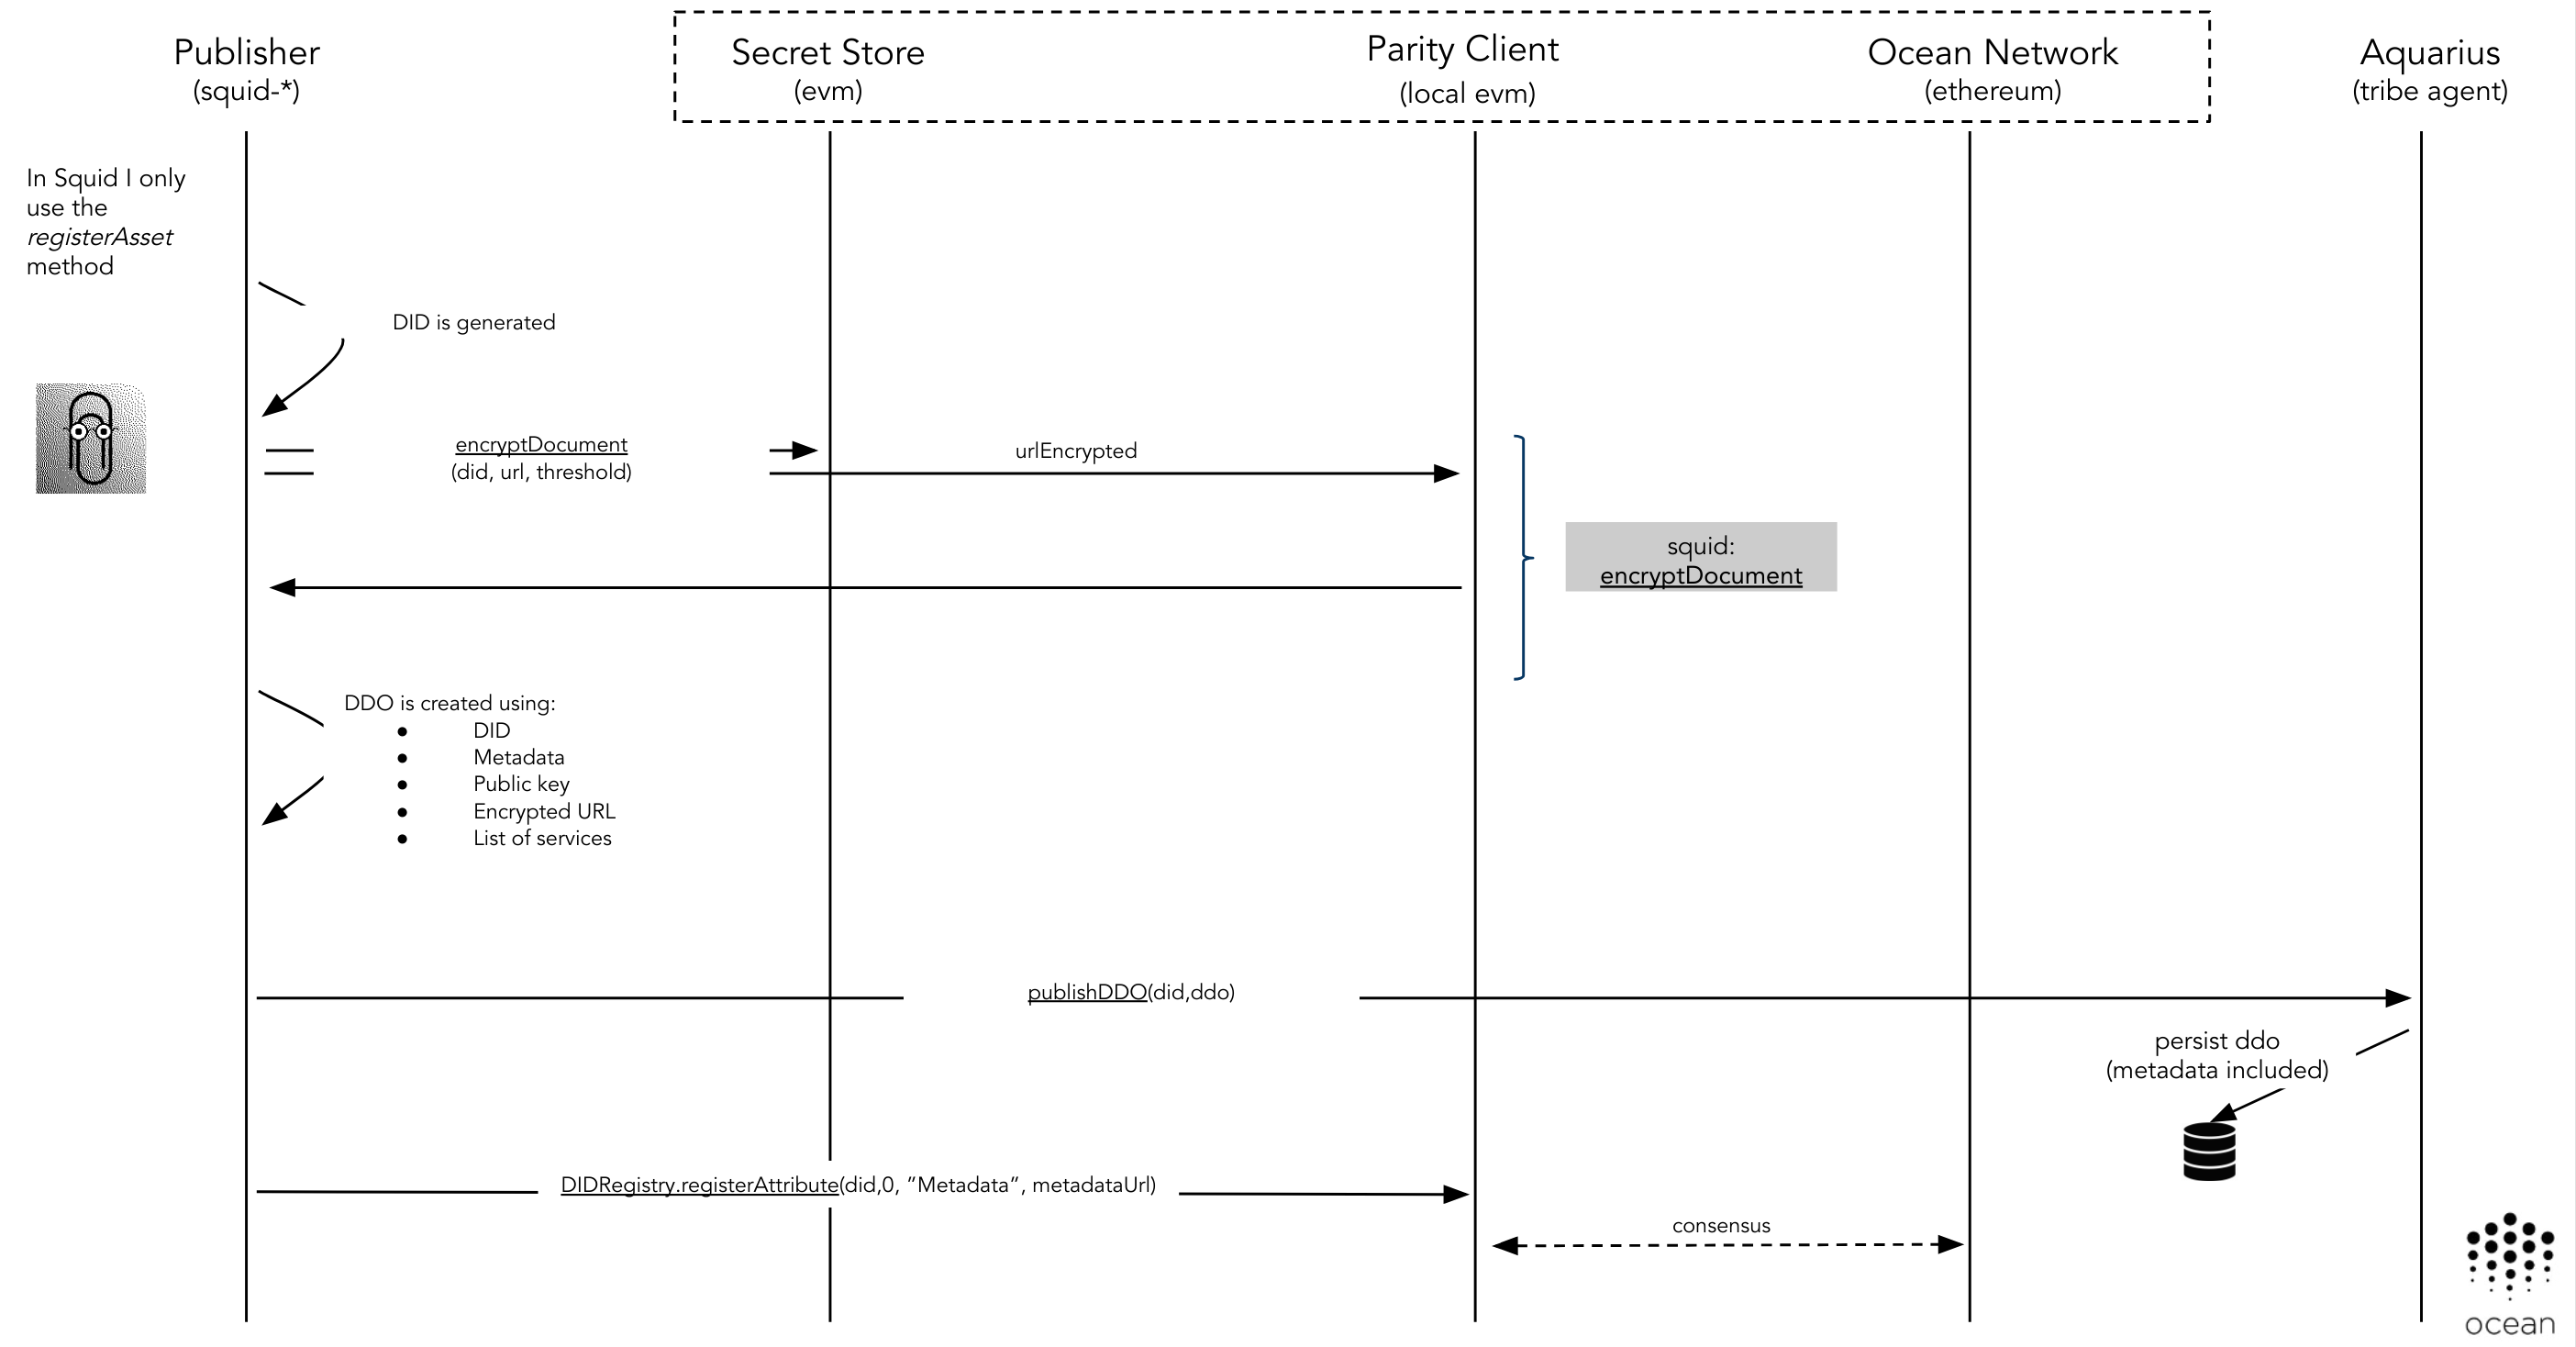 Publisher
(squid-*)
Secret Store
(evm)
Parity Client
(local evm)
Ocean Network
(ethereum)
Aquarius
(tribe agent)
In Squid I only
use the
registerAsset
method
DID is generated
encryptDocument
(did, url, threshold)
urlEncrypted
squid:
encryptDocument
DDO is created using:
● DID
● Metadata
● Public key
● Encrypted URL
● List of services
publishDDO(did,ddo)
persist ddo
(metadata included)
DIDRegistry.registerAttribute(did,0, “Metadata“, metadataUrl)
consensus
ocean